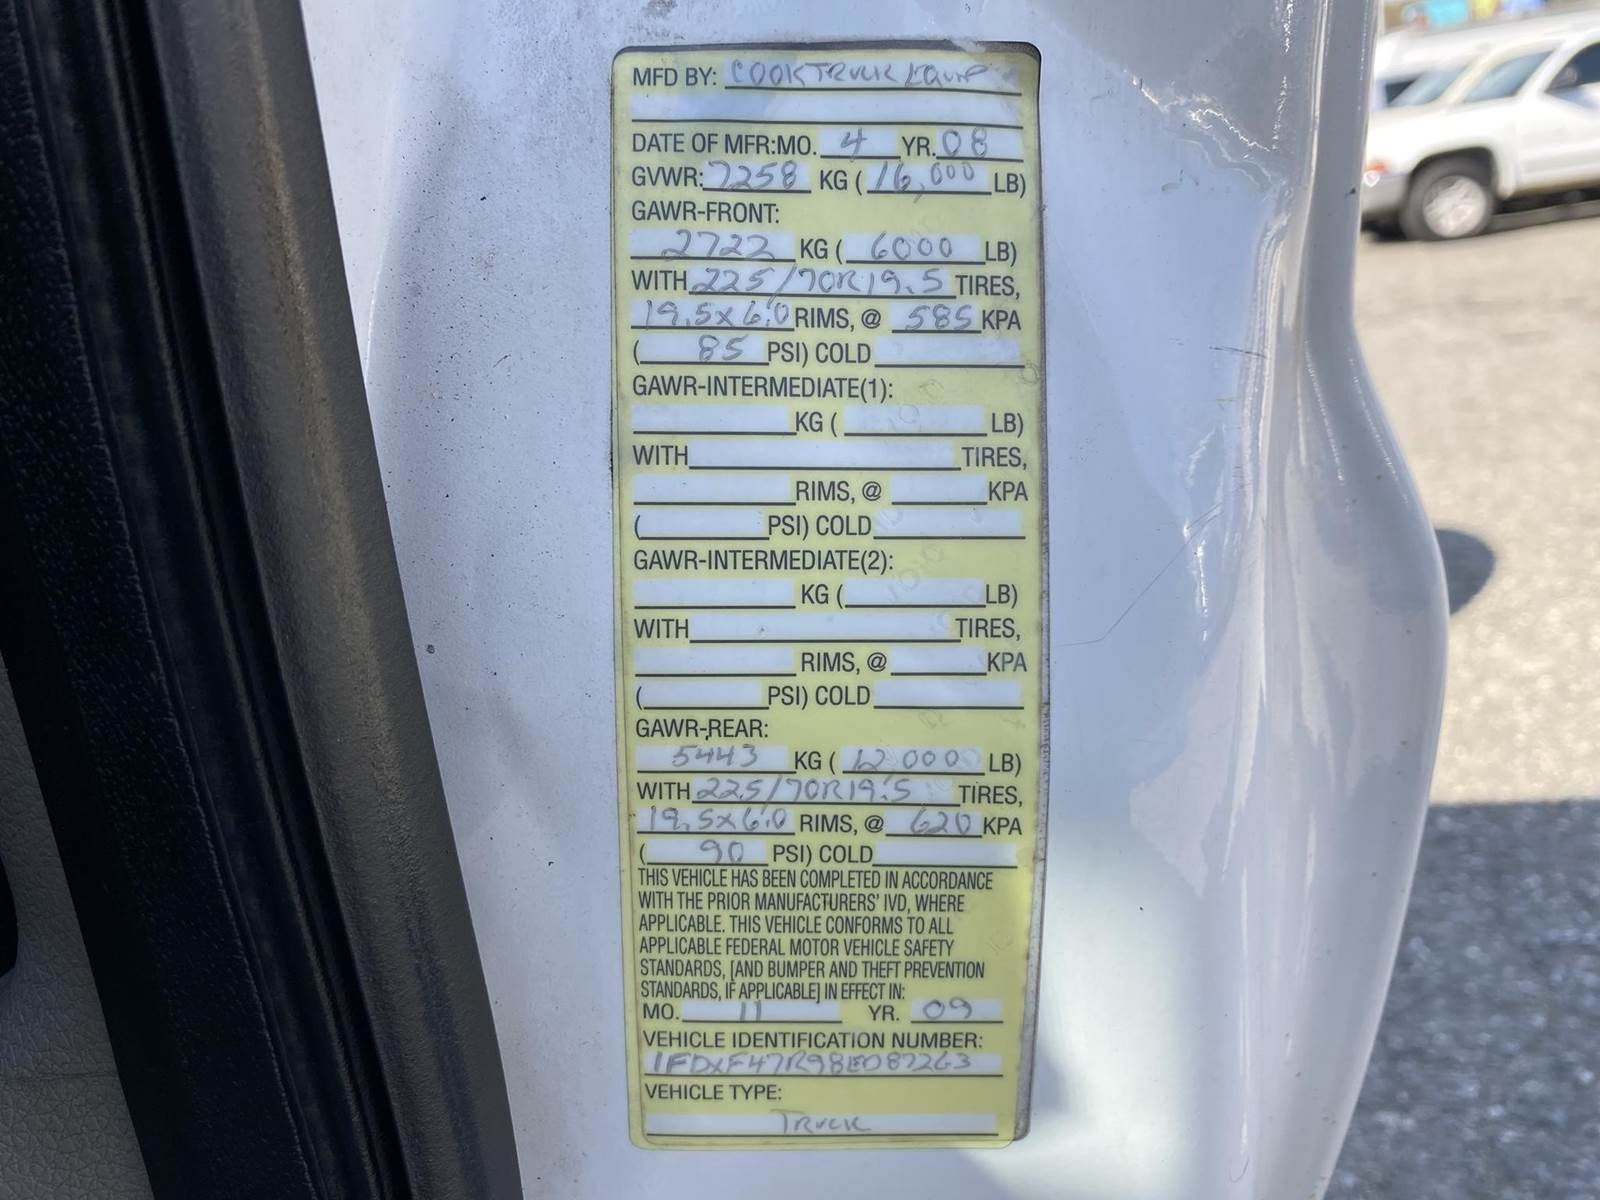 MFD BY: COOK TRUCK EQUIP
DATE OF MFR:MO. 4 YR. 08
GVWR: 7258 KG ( 16,000 LB)
GAWR-FRONT:
2722 KG ( 6000 LB)
WITH 225/70R19.5 TIRES,
19.5x6.0 RIMS, @ 585 KPA
( 85 PSI) COLD
GAWR-INTERMEDIATE(1):
KG ( LB)
WITH TIRES,
RIMS, @ KPA
( PSI) COLD
GAWR-INTERMEDIATE(2):
KG ( LB)
WITH TIRES,
RIMS, @ KPA
( PSI) COLD
GAWR-REAR:
5443 KG ( 12,000 LB)
WITH 225/70R19.5 TIRES,
19.5x6.0 RIMS, @ 620 KPA
( 90 PSI) COLD
THIS VEHICLE HAS BEEN COMPLETED IN ACCORDANCE
WITH THE PRIOR MANUFACTURERS' IVD, WHERE
APPLICABLE. THIS VEHICLE CONFORMS TO ALL
APPLICABLE FEDERAL MOTOR VEHICLE SAFETY
STANDARDS, [AND BUMPER AND THEFT PREVENTION
STANDARDS, IF APPLICABLE] IN EFFECT IN:
MO. 11 YR. 09
VEHICLE IDENTIFICATION NUMBER:
1FDXF47R98ED87263
VEHICLE TYPE:
TRUCK